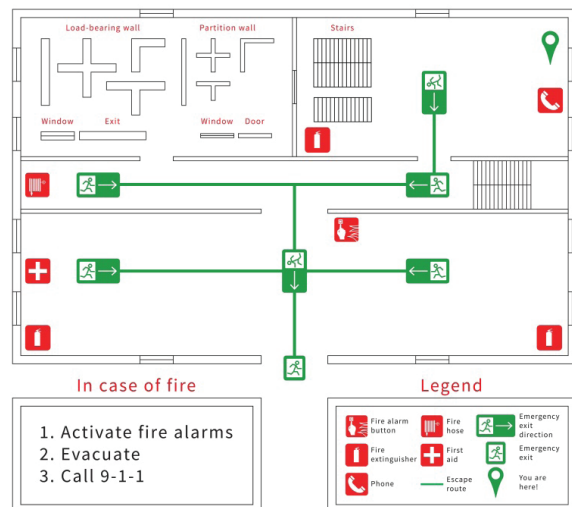 Load-bearing wall
Partition wall
Stairs
Window
Exit
Window
Door
In case of fire
1. Activate fire alarms
2. Evacuate
3. Call 9-1-1
Legend
Fire alarm
button
Fire
hose
Emergency
exit
direction
Fire
extinguisher
First
aid
Emergency
exit
Phone
Escape
route
You are
here!